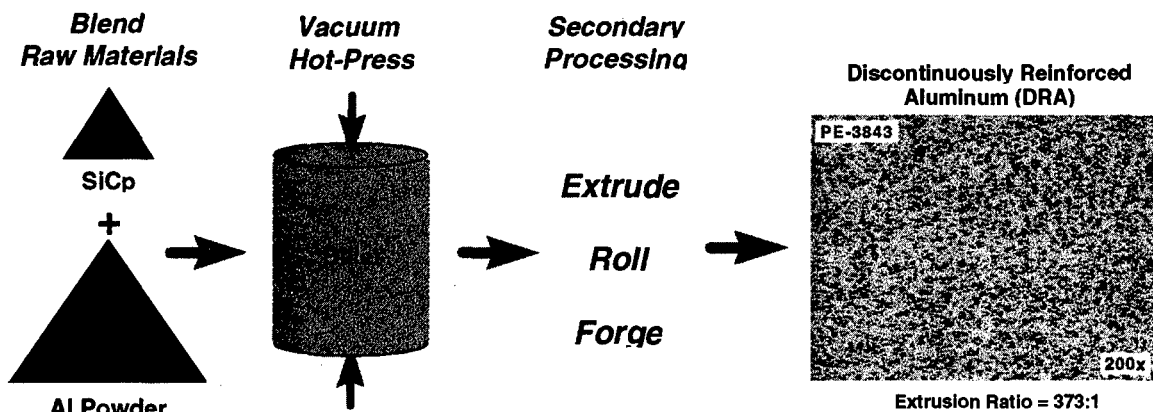 Blend
Raw Materials
SiCp
+
Al Powder
Vacuum
Hot-Press
Secondary
Processing
Extrude
Roll
Forge
Discontinuously Reinforced
Aluminum (DRA)
PE-3843
200x
Extrusion Ratio = 373:1